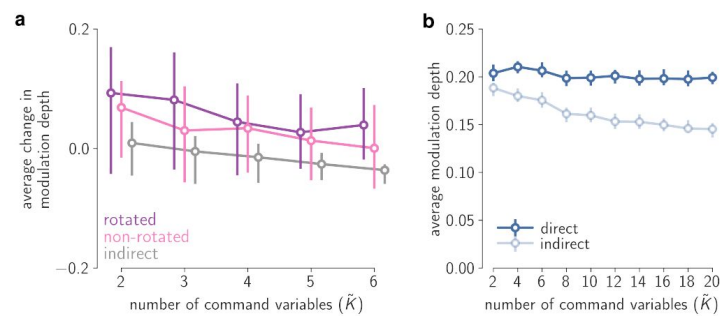 a
0.2
0.0
−0.2
average change in
modulation depth
rotated
non-rotated
indirect
2 3 4 5 6
number of command variables (K̃)
b
0.25
0.20
0.15
0.10
0.05
0.00
average modulation depth
direct
indirect
2 4 6 8 10 12 14 16 18 20
number of command variables (K̃)